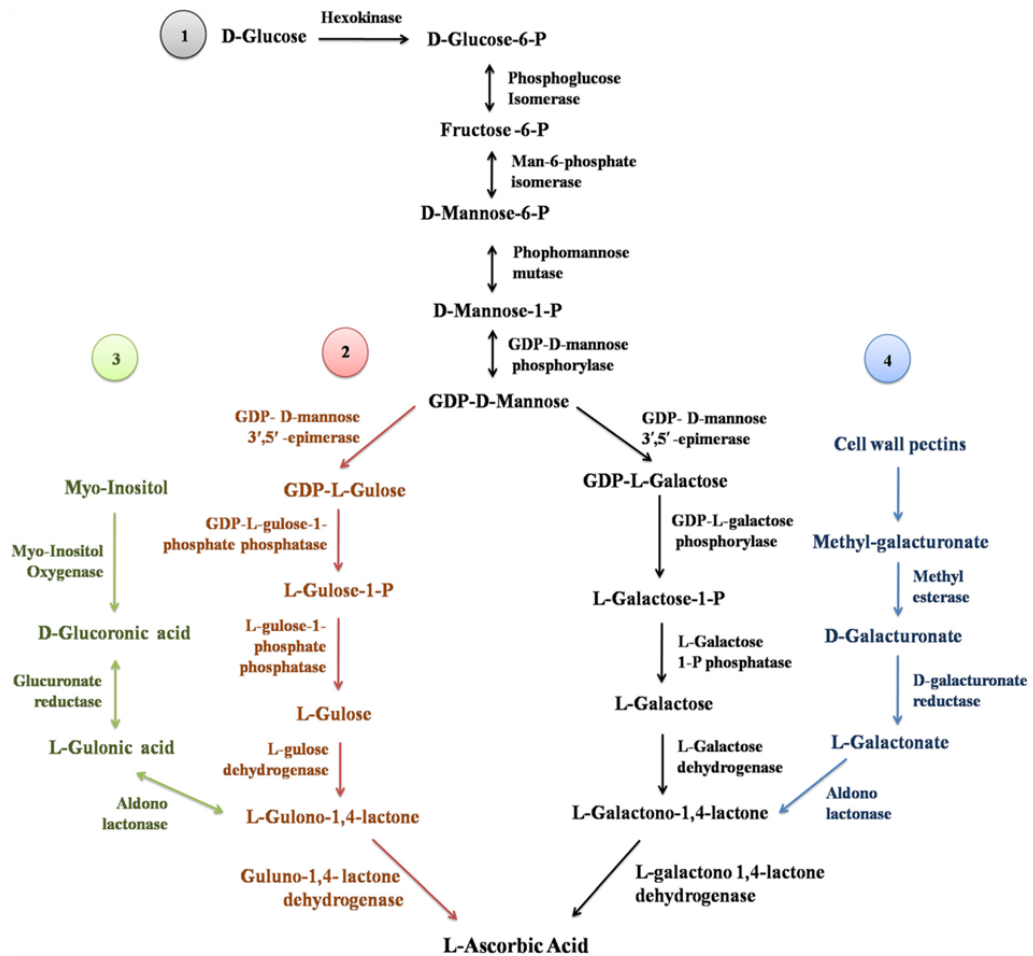 1
D-Glucose
Hexokinase
D-Glucose-6-P
Phosphoglucose
Isomerase
Fructose -6-P
Man-6-phosphate
isomerase
D-Mannose-6-P
Phophomannose
mutase
D-Mannose-1-P
GDP-D-mannose
phosphorylase
GDP-D-Mannose
3
Myo-Inositol
Myo-Inositol
Oxygenase
D-Glucoronic acid
Glucuronate
reductase
L-Gulonic acid
Aldono
lactonase
2
GDP- D-mannose
3′,5′ -epimerase
GDP-L-Gulose
GDP-L-gulose-1-
phosphate phosphatase
L-Gulose-1-P
L-gulose-1-
phosphate
phosphatase
L-Gulose
L-gulose
dehydrogenase
L-Gulono-1,4-lactone
Guluno-1,4- lactone
dehydrogenase
GDP- D-mannose
3′,5′ -epimerase
GDP-L-Galactose
GDP-L-galactose
phosphorylase
L-Galactose-1-P
L-Galactose
1-P phosphatase
L-Galactose
L-Galactose
dehydrogenase
L-Galactono-1,4-lactone
L-galactono 1,4-lactone
dehydrogenase
4
Cell wall pectins
Methyl-galacturonate
Methyl
esterase
D-Galacturonate
D-galacturonate
reductase
L-Galactonate
Aldono
lactonase
L-Ascorbic Acid